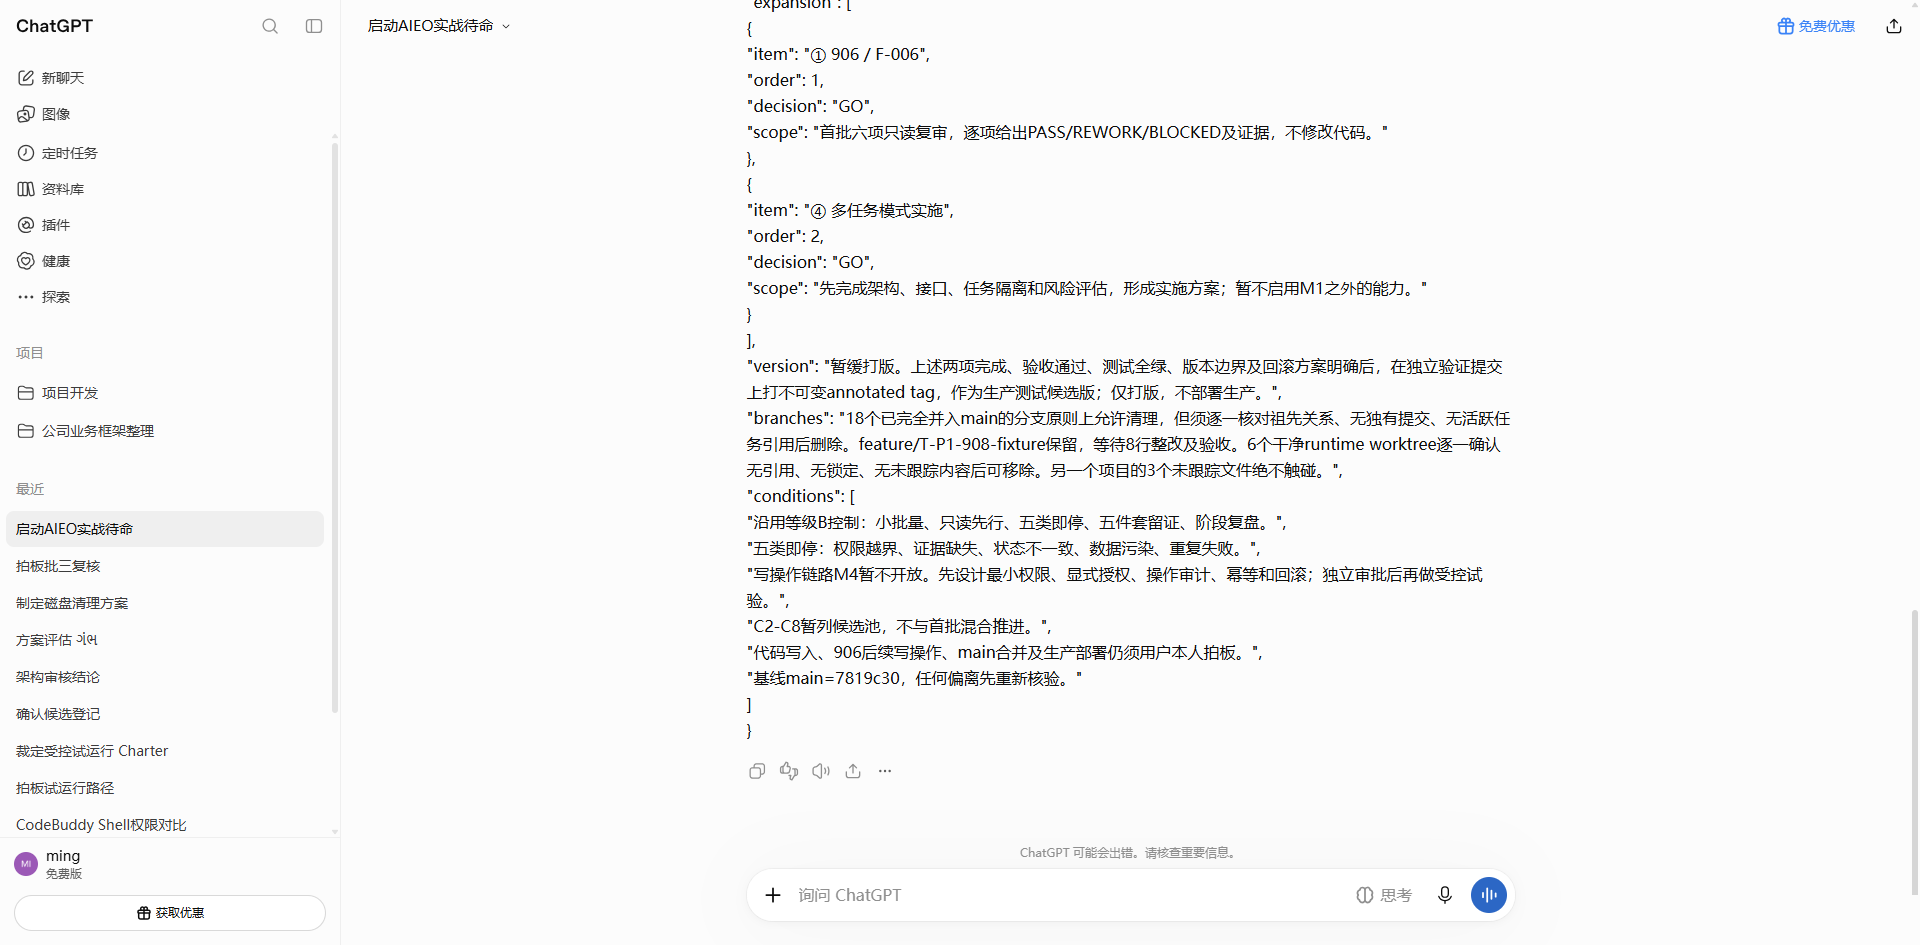 ChatGPT
新聊天
图像
定时任务
资料库
插件
健康
探索
项目
项目开发
公司业务框架整理
最近
启动AIEO实战待命
拍板批三复核
制定磁盘清理方案
方案评估
架构审核结论
确认候选登记
裁定受控试运行 Charter
拍板试运行路径
CodeBuddy Shell权限对比
MI
ming
免费版
获取优惠
启动AIEO实战待命
免费优惠
"expansion": [
{
"item": "① 906 / F-006",
"order": 1,
"decision": "GO",
"scope": "首批六项只读复审，逐项给出PASS/REWORK/BLOCKED及证据，不修改代码。"
},
{
"item": "④ 多任务模式实施",
"order": 2,
"decision": "GO",
"scope": "先完成架构、接口、任务隔离和风险评估，形成实施方案；暂不启用M1之外的能力。"
}
],
"version": "暂缓打版。上述两项完成、验收通过、测试全绿、版本边界及回滚方案明确后，在独立验证提交
上打不可变annotated tag，作为生产测试候选版；仅打版，不部署生产。",
"branches": "18个已完全并入main的分支原则上允许清理，但须逐一核对祖先关系、无独有提交、无活跃任
务引用后删除。feature/T-P1-908-fixture保留，等待8行整改及验收。6个干净runtime worktree逐一确认
无引用、无锁定、无未跟踪内容后可移除。另一个项目的3个未跟踪文件绝不触碰。",
"conditions": [
"沿用等级B控制：小批量、只读先行、五类即停、五件套留证、阶段复盘。",
"五类即停：权限越界、证据缺失、状态不一致、数据污染、重复失败。",
"写操作链路M4暂不开放。先设计最小权限、显式授权、操作审计、幂等和回滚；独立审批后再做受控试
验。",
"C2-C8暂列候选池，不与首批混合推进。",
"代码写入、906后续写操作、main合并及生产部署仍须用户本人拍板。",
"基线main=7819c30，任何偏离先重新核验。"
]
}
ChatGPT 可能会出错。请核查重要信息。
询问 ChatGPT
思考